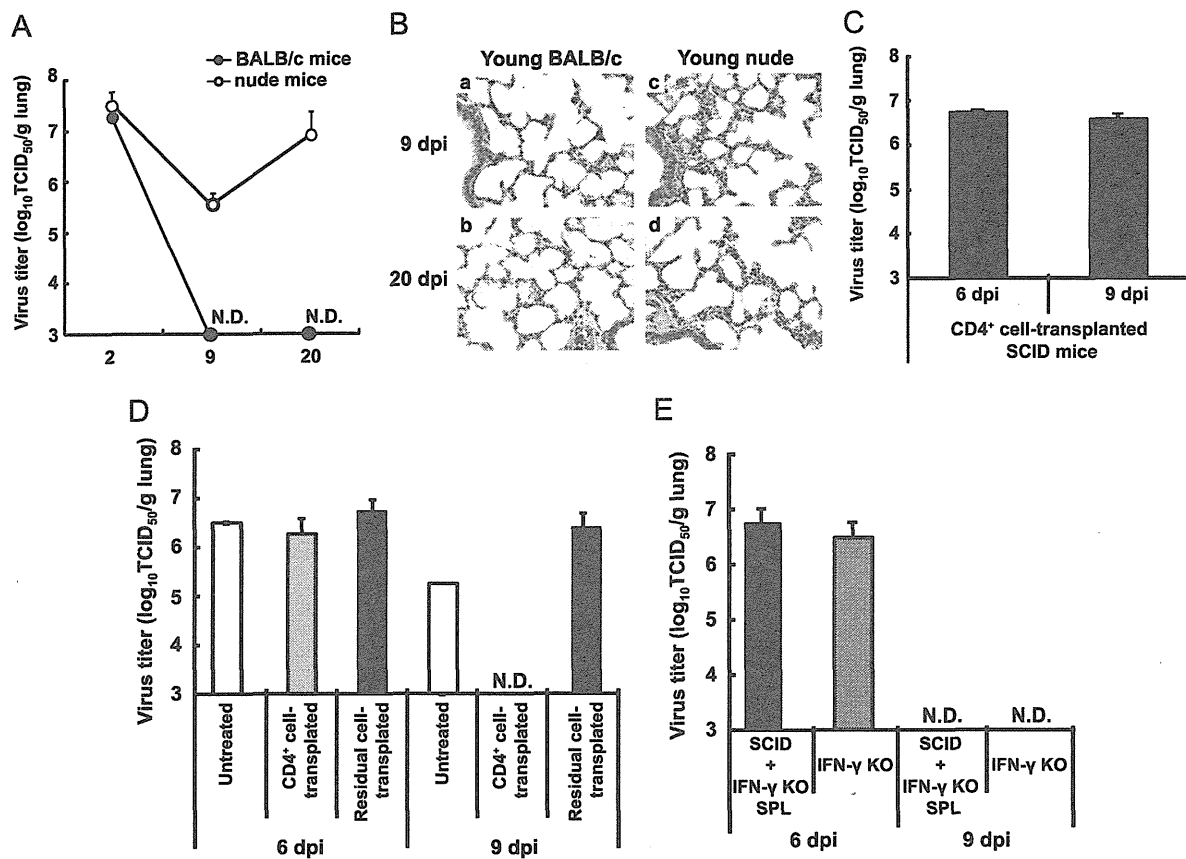 A
Virus titer (log₁₀TCID₅₀/g lung)
BALB/c mice
nude mice
8
7
6
5
4
3
N.D.
N.D.
2
9
20
B
Young BALB/c
Young nude
9 dpi
20 dpi
a
c
b
d
C
Virus titer (log₁₀TCID₅₀/g lung)
8
7
6
5
4
3
6 dpi
9 dpi
CD4⁺ cell-transplanted
SCID mice
D
Virus titer (log₁₀TCID₅₀/g lung)
8
7
6
5
4
3
N.D.
Untreated
CD4⁺ cell-
transplanted
Residual cell-
transplated
Untreated
CD4⁺ cell-
transplanted
Residual cell-
transplated
6 dpi
9 dpi
E
Virus titer (log₁₀TCID₅₀/g lung)
8
7
6
5
4
3
N.D.
N.D.
SCID
+
IFN-γ KO
SPL
IFN-γ KO
SCID
+
IFN-γ KO
SPL
IFN-γ KO
6 dpi
9 dpi